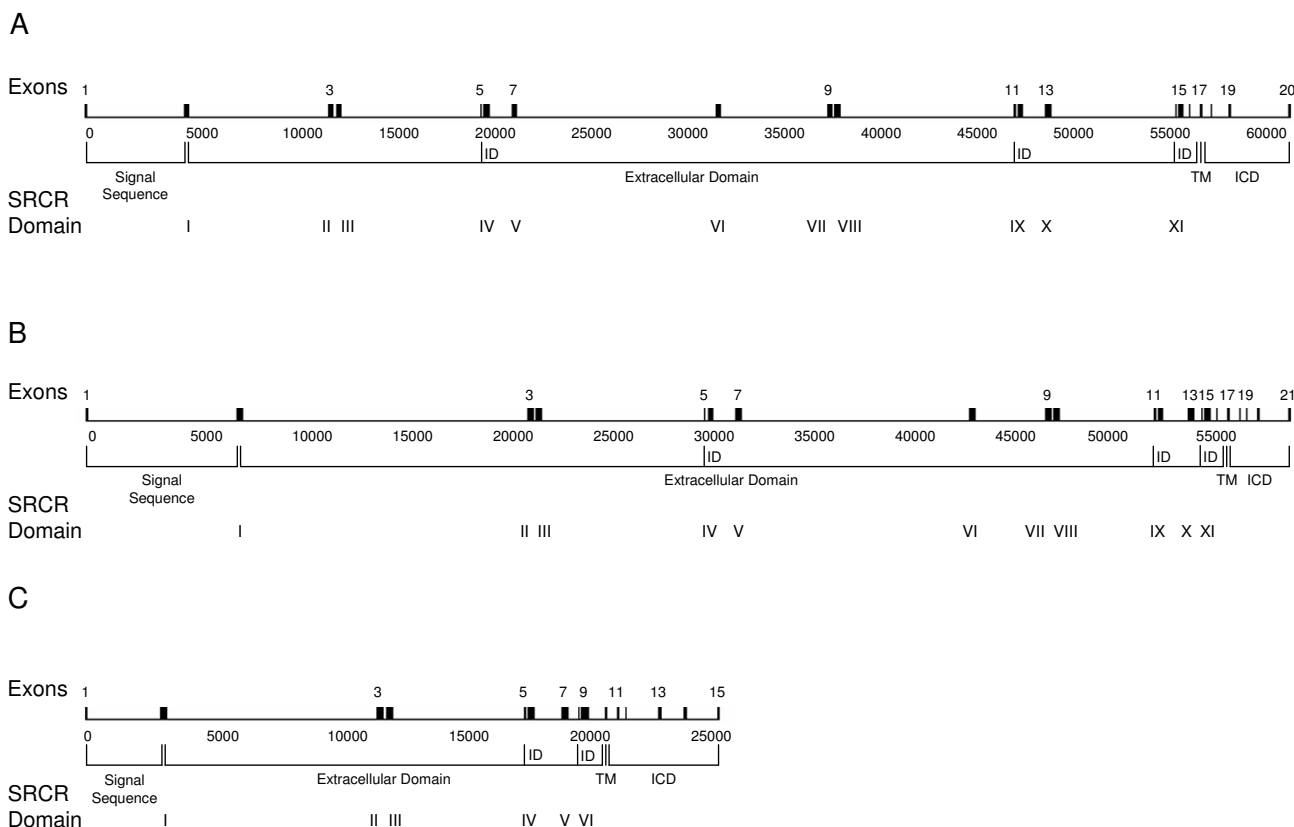 A
Exons 1 3 5 7 9 11 13 15 17 19 20
0 5000 10000 15000 20000 25000 30000 35000 40000 45000 50000 55000 60000
ID ID ID
Signal Sequence Extracellular Domain TM ICD
SRCR Domain I II III IV V VI VII VIII IX X XI
B
Exons 1 3 5 7 9 11 13 15 17 19 21
0 5000 10000 15000 20000 25000 30000 35000 40000 45000 50000 55000
ID ID ID
Signal Sequence Extracellular Domain TM ICD
SRCR Domain I II III IV V VI VII VIII IX X XI
C
Exons 1 3 5 7 9 11 13 15
0 5000 10000 15000 20000 25000
ID ID
Signal Sequence Extracellular Domain TM ICD
SRCR Domain I II III IV V VI